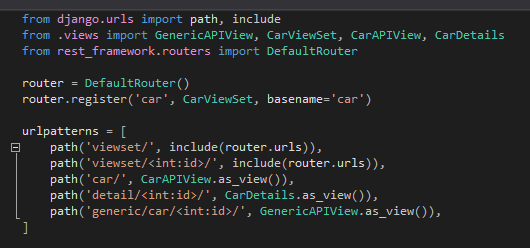 from django.urls import path, include
from .views import GenericAPIView, CarViewSet, CarAPIView, CarDetails
from rest_framework.routers import DefaultRouter

router = DefaultRouter()
router.register('car', CarViewSet, basename='car')

urlpatterns = [
    path('viewset/', include(router.urls)),
    path('viewset/<int:id>/', include(router.urls)),
    path('car/', CarAPIView.as_view()),
    path('detail/<int:id>/', CarDetails.as_view()),
    path('generic/car/<int:id>/', GenericAPIView.as_view()),
]